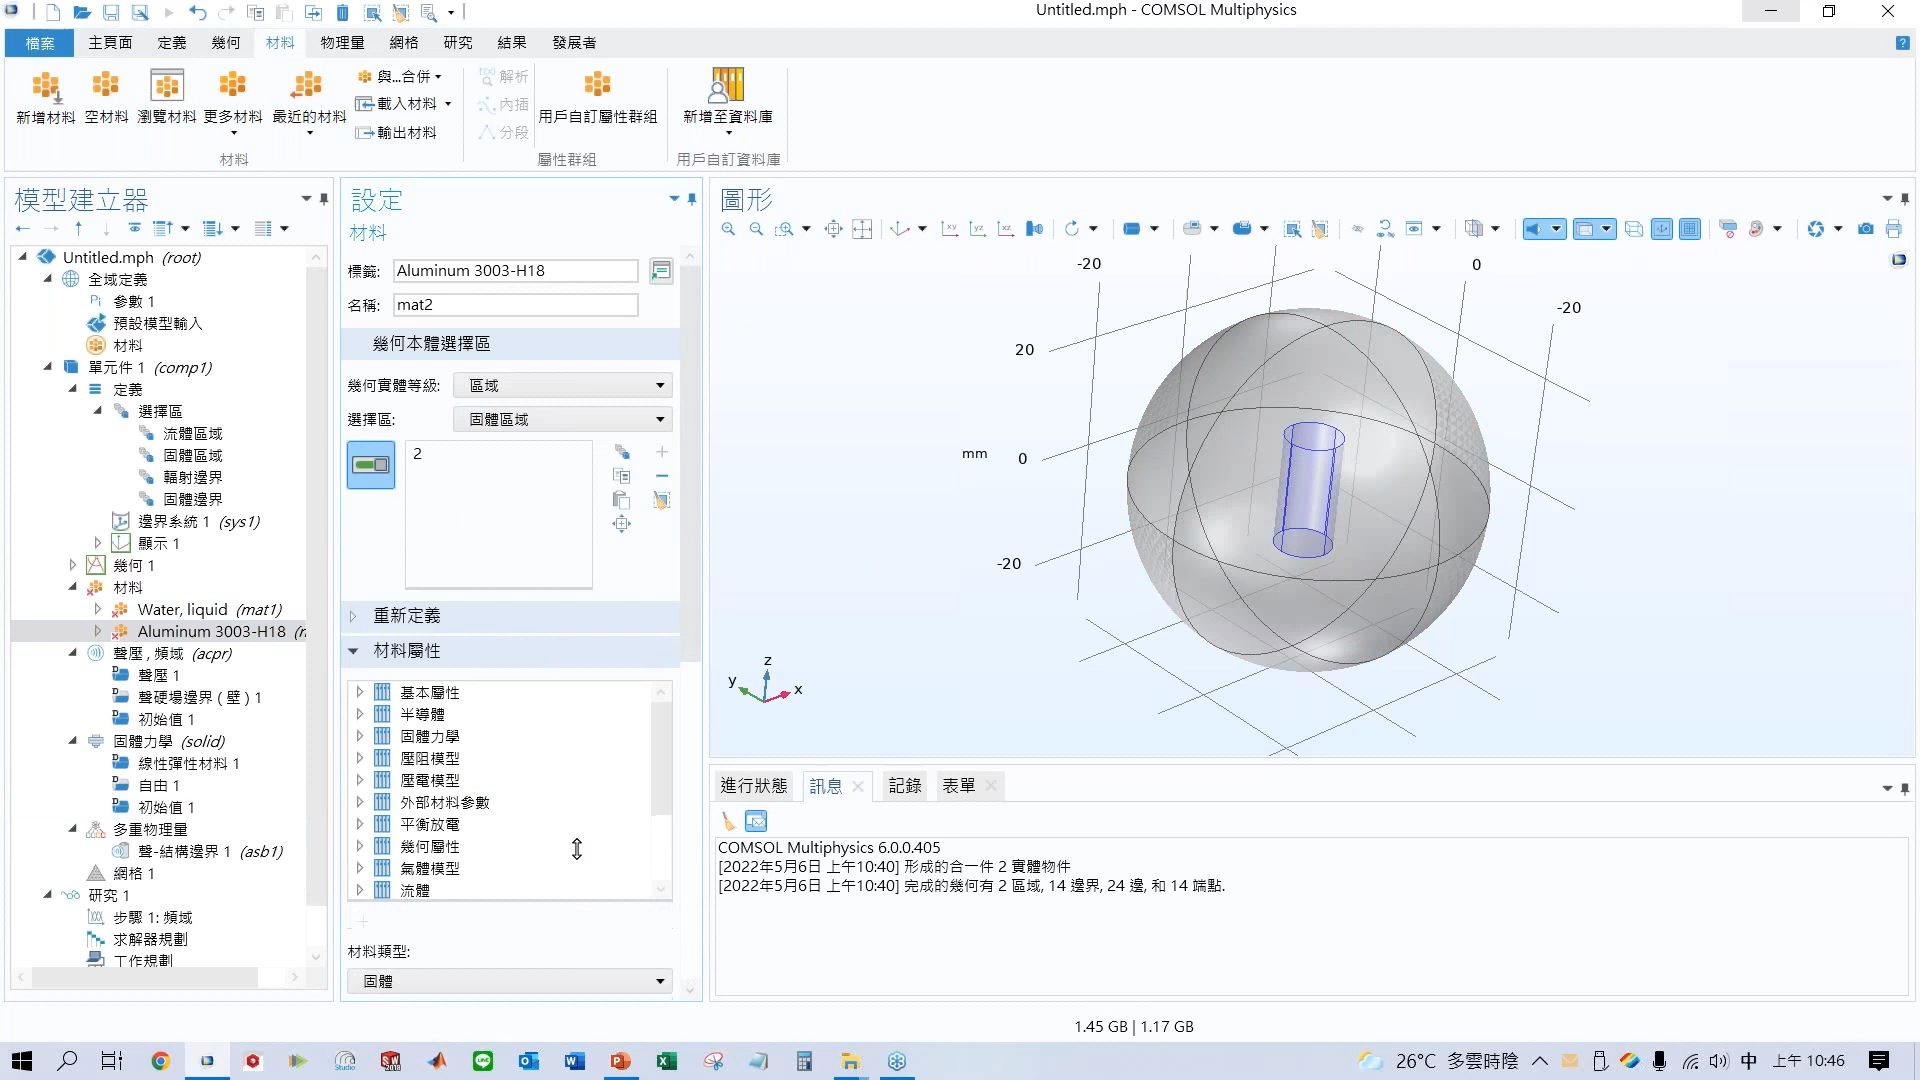 Untitled.mph - COMSOL Multiphysics
檔案 主頁面 定義 幾何 材料 物理量 網格 研究 結果 發展者
新增材料 空材料 瀏覽材料 更多材料 最近的材料
與...合併
載入材料
輸出材料
材料
解析
內插
分段
用戶自訂屬性群組
屬性群組
新增至資料庫
用戶自訂資料庫
模型建立器
Untitled.mph (root)
全域定義
Pi 參數 1
預設模型輸入
材料
單元件 1 (comp1)
定義
選擇區
流體區域
固體區域
輻射邊界
固體邊界
邊界系統 1 (sys1)
顯示 1
幾何 1
材料
Water, liquid (mat1)
Aluminum 3003-H18
聲壓 , 頻域 (acpr)
聲壓 1
聲硬場邊界 ( 壁 ) 1
初始值 1
固體力學 (solid)
線性彈性材料 1
自由 1
初始值 1
多重物理量
聲-結構邊界 1 (asb1)
網格 1
研究 1
步驟 1: 頻域
求解器規劃
工作規劃
設定
材料
標籤: Aluminum 3003-H18
名稱: mat2
幾何本體選擇區
幾何實體等級: 區域
選擇區: 固體區域
2
重新定義
材料屬性
基本屬性
半導體
固體力學
壓阻模型
壓電模型
外部材料參數
平衡放電
幾何屬性
氣體模型
流體
材料類型:
固體
圖形
xy yz xz
-20 0
-20
20
mm 0
-20
z
y x
進行狀態 訊息 記錄 表單
COMSOL Multiphysics 6.0.0.405
[2022年5月6日 上午10:40] 形成的合一件 2 實體物件
[2022年5月6日 上午10:40] 完成的幾何有 2 區域, 14 邊界, 24 邊, 和 14 端點.
1.45 GB | 1.17 GB
26°C 多雲時陰 中 上午 10:46